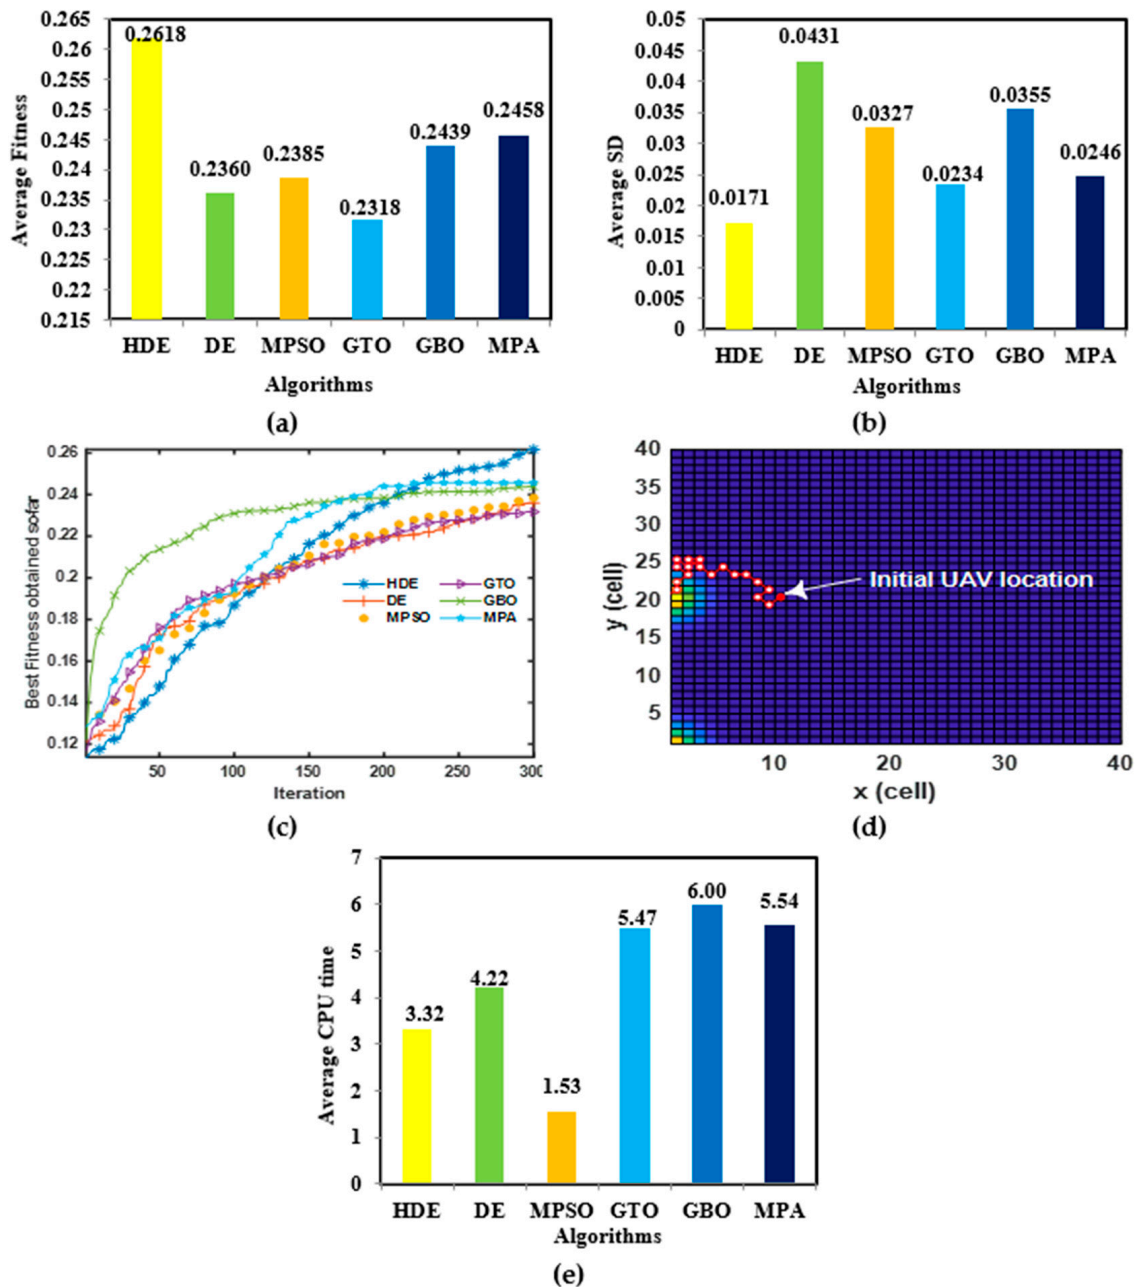 0.265
0.26
0.255
0.25
0.245
0.24
0.235
0.23
0.225
0.22
0.215
Average Fitness
0.2618
0.2360
0.2385
0.2318
0.2439
0.2458
HDE DE MPSO GTO GBO MPA
Algorithms
(a)
0.05
0.045
0.04
0.035
0.03
0.025
0.02
0.015
0.01
0.005
0
Average SD
0.0171
0.0431
0.0327
0.0234
0.0355
0.0246
HDE DE MPSO GTO GBO MPA
Algorithms
(b)
0.26
0.24
0.22
0.2
0.18
0.16
0.14
0.12
Best Fitness obtained sofar
HDE GTO
DE GBO
MPSO MPA
50 100 150 200 250 300
Iteration
(c)
40
35
30
25
20
15
10
5
y (cell)
Initial UAV location
10 20 30 40
x (cell)
(d)
7
6
5
4
3
2
1
0
Average CPU time
3.32
4.22
1.53
5.47
6.00
5.54
HDE DE MPSO GTO GBO MPA
Algorithms
(e)